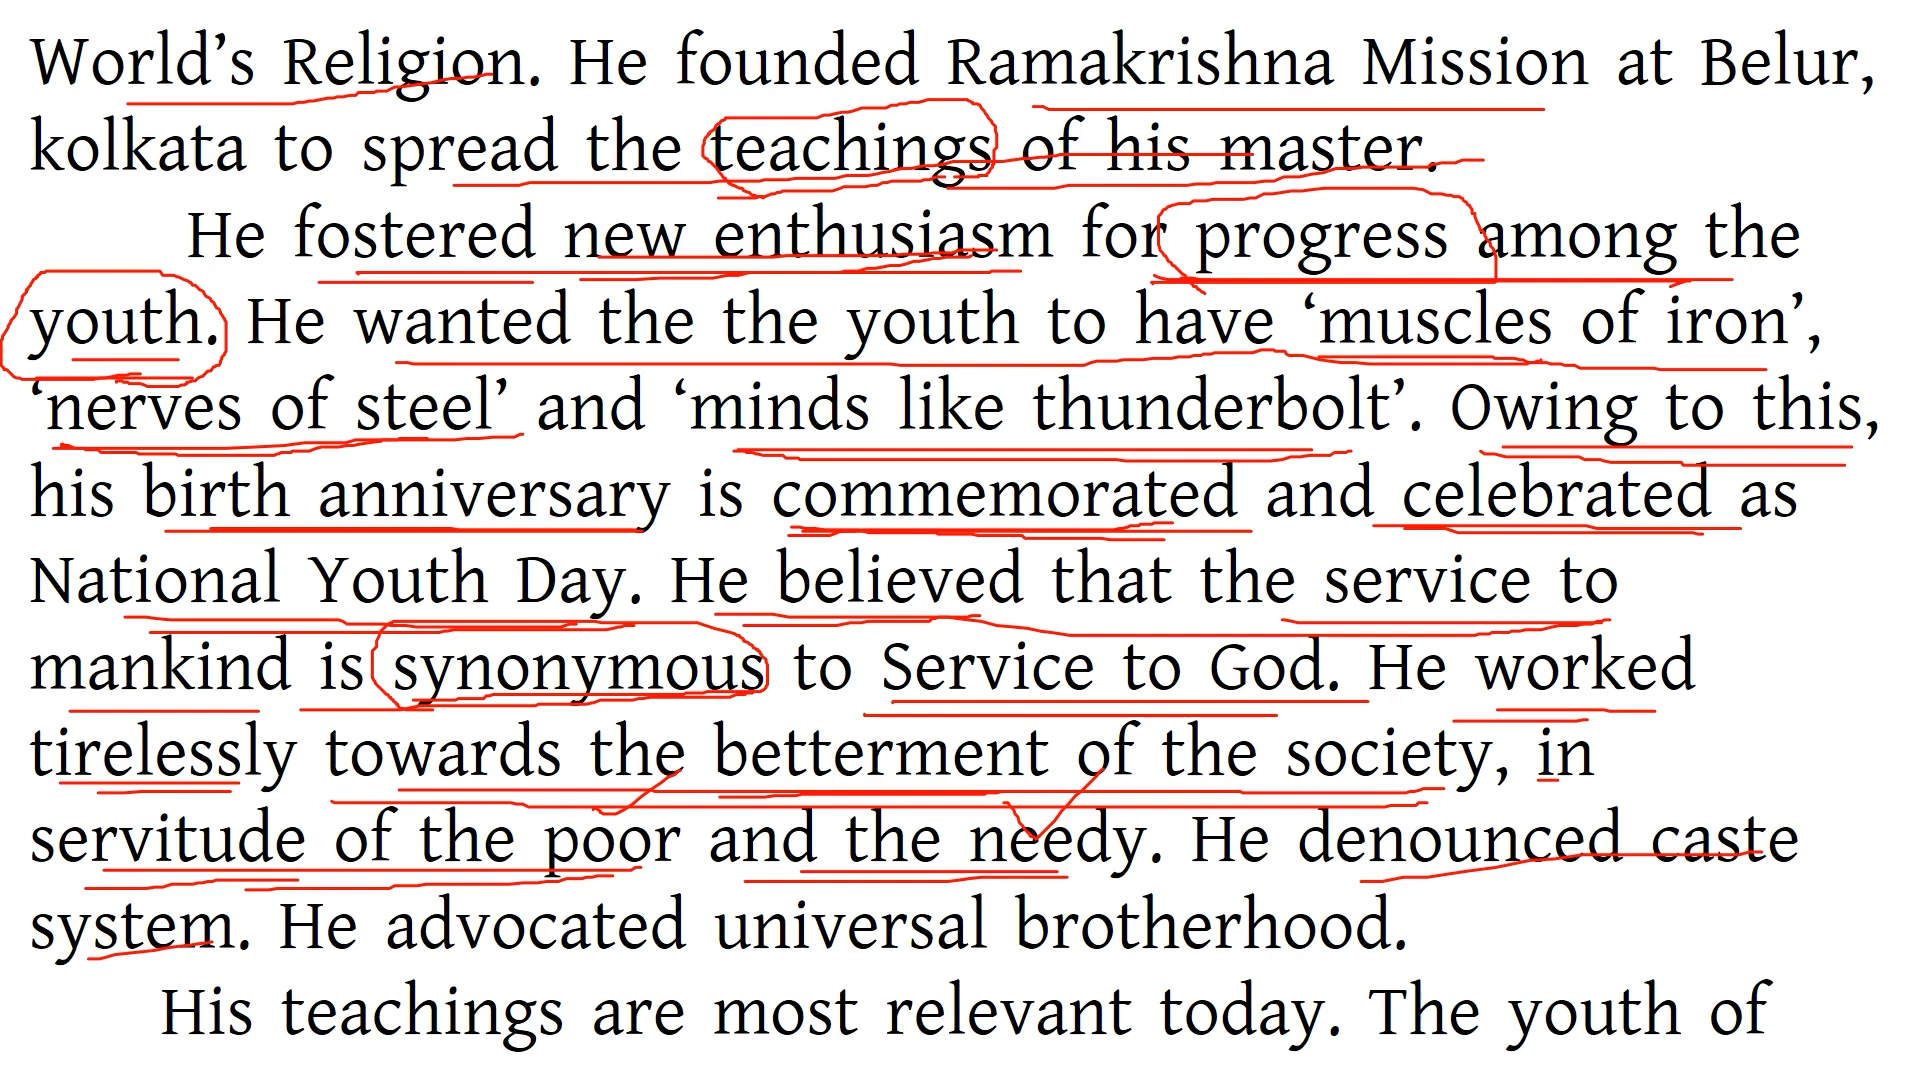 World’s Religion. He founded Ramakrishna Mission at Belur,
kolkata to spread the teachings of his master.
He fostered new enthusiasm for progress among the
youth. He wanted the the youth to have ‘muscles of iron’,
‘nerves of steel’ and ‘minds like thunderbolt’. Owing to this,
his birth anniversary is commemorated and celebrated as
National Youth Day. He believed that the service to
mankind is synonymous to Service to God. He worked
tirelessly towards the betterment of the society, in
servitude of the poor and the needy. He denounced caste
system. He advocated universal brotherhood.
His teachings are most relevant today. The youth of